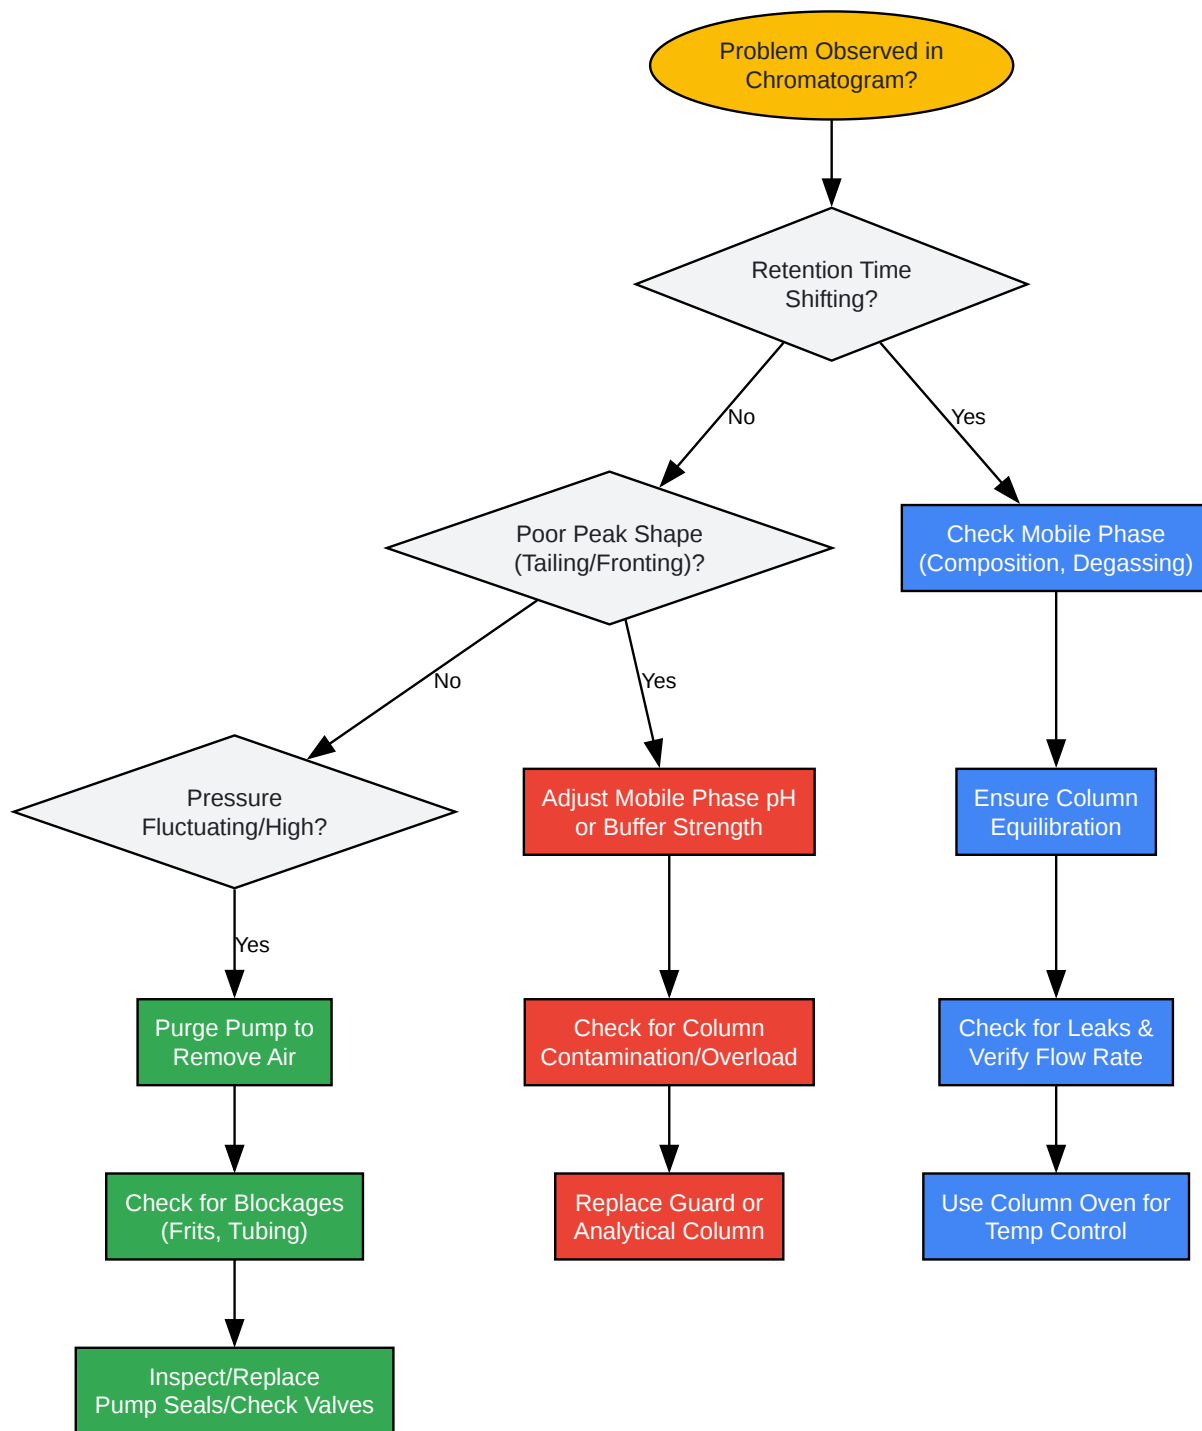 Problem Observed in
Chromatogram?
Retention Time
Shifting?
No
Yes
Poor Peak Shape
(Tailing/Fronting)?
Check Mobile Phase
(Composition, Degassing)
No
Yes
Pressure
Fluctuating/High?
Adjust Mobile Phase pH
or Buffer Strength
Ensure Column
Equilibration
Yes
Purge Pump to
Remove Air
Check for Column
Contamination/Overload
Check for Leaks &
Verify Flow Rate
Check for Blockages
(Frits, Tubing)
Replace Guard or
Analytical Column
Use Column Oven for
Temp Control
Inspect/Replace
Pump Seals/Check Valves